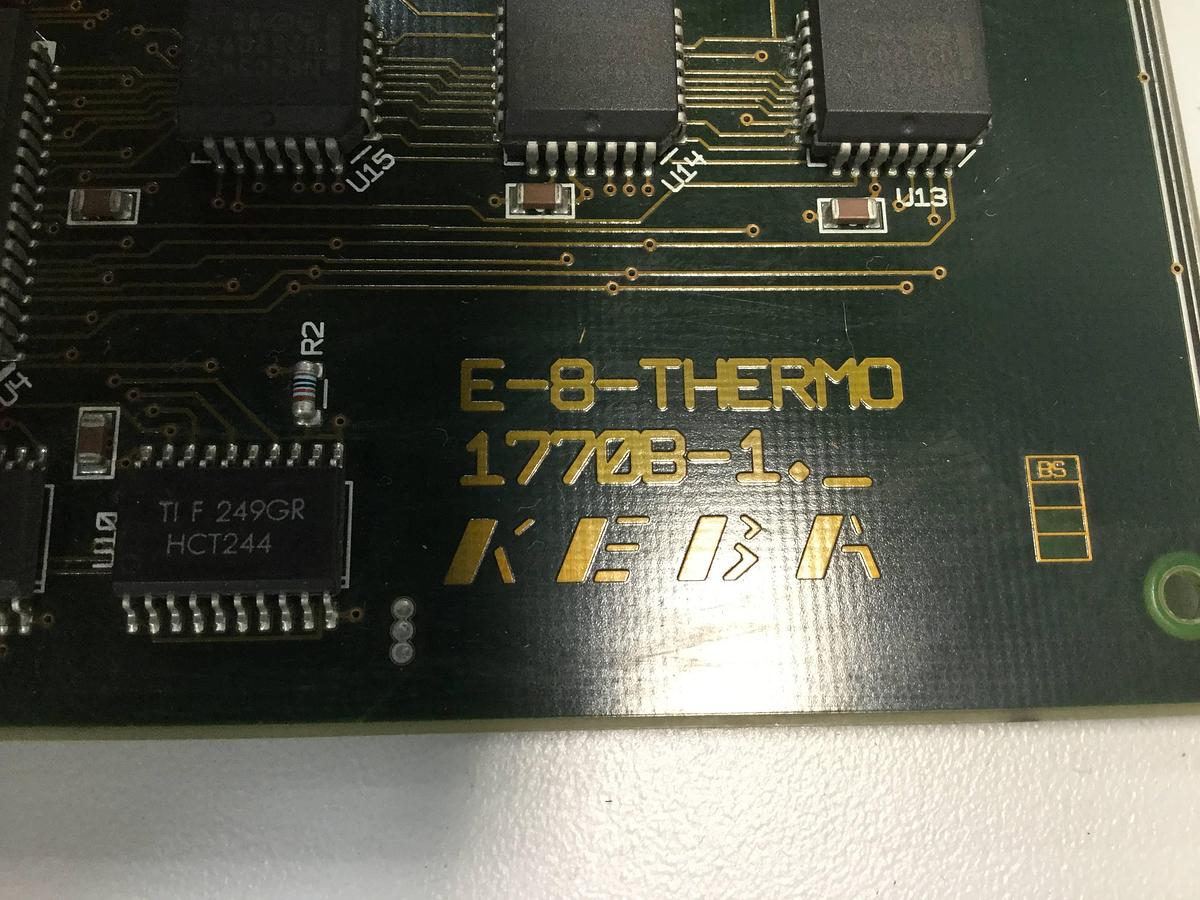 U15
U14
U13
R2
U4
E-8-THERMO
1770B-1._
KEBA
BS
TI F 249GR
HCT244
U10